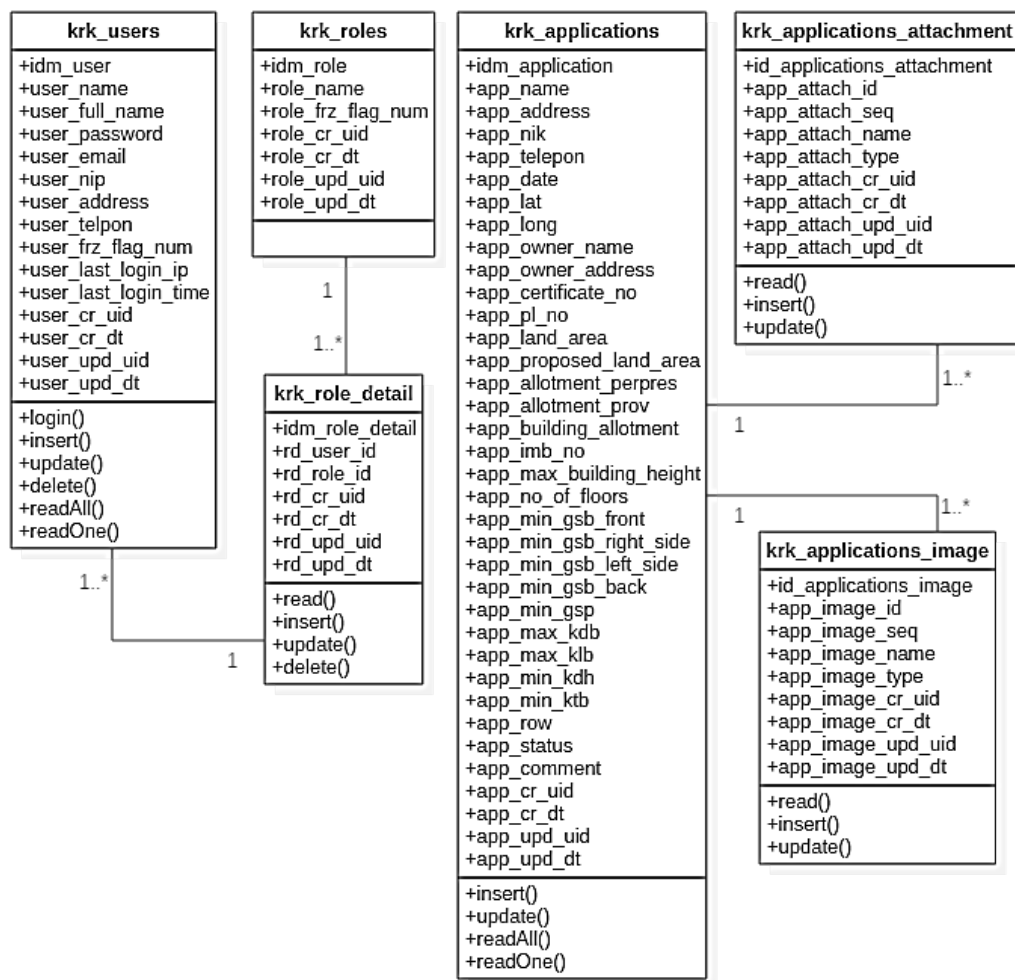 krk_users
+idm_user
+user_name
+user_full_name
+user_password
+user_email
+user_nip
+user_address
+user_telpon
+user_frz_flag_num
+user_last_login_ip
+user_last_login_time
+user_cr_uid
+user_cr_dt
+user_upd_uid
+user_upd_dt
+login()
+insert()
+update()
+delete()
+readAll()
+readOne()
1..*
1
krk_roles
+idm_role
+role_name
+role_frz_flag_num
+role_cr_uid
+role_cr_dt
+role_upd_uid
+role_upd_dt
1
1..*
krk_role_detail
+idm_role_detail
+rd_user_id
+rd_role_id
+rd_cr_uid
+rd_cr_dt
+rd_upd_uid
+rd_upd_dt
+read()
+insert()
+update()
+delete()
krk_applications
+idm_application
+app_name
+app_address
+app_nik
+app_telepon
+app_date
+app_lat
+app_long
+app_owner_name
+app_owner_address
+app_certificate_no
+app_pl_no
+app_land_area
+app_proposed_land_area
+app_allotment_perpres
+app_allotment_prov
+app_building_allotment
+app_imb_no
+app_max_building_height
+app_no_of_floors
+app_min_gsb_front
+app_min_gsb_right_side
+app_min_gsb_left_side
+app_min_gsb_back
+app_min_gsp
+app_max_kdb
+app_max_klb
+app_min_kdh
+app_min_ktb
+app_row
+app_status
+app_comment
+app_cr_uid
+app_cr_dt
+app_upd_uid
+app_upd_dt
+insert()
+update()
+readAll()
+readOne()
krk_applications_attachment
+id_applications_attachment
+app_attach_id
+app_attach_seq
+app_attach_name
+app_attach_type
+app_attach_cr_uid
+app_attach_cr_dt
+app_attach_upd_uid
+app_attach_upd_dt
+read()
+insert()
+update()
1..*
1
1..*
1
krk_applications_image
+id_applications_image
+app_image_id
+app_image_seq
+app_image_name
+app_image_type
+app_image_cr_uid
+app_image_cr_dt
+app_image_upd_uid
+app_image_upd_dt
+read()
+insert()
+update()